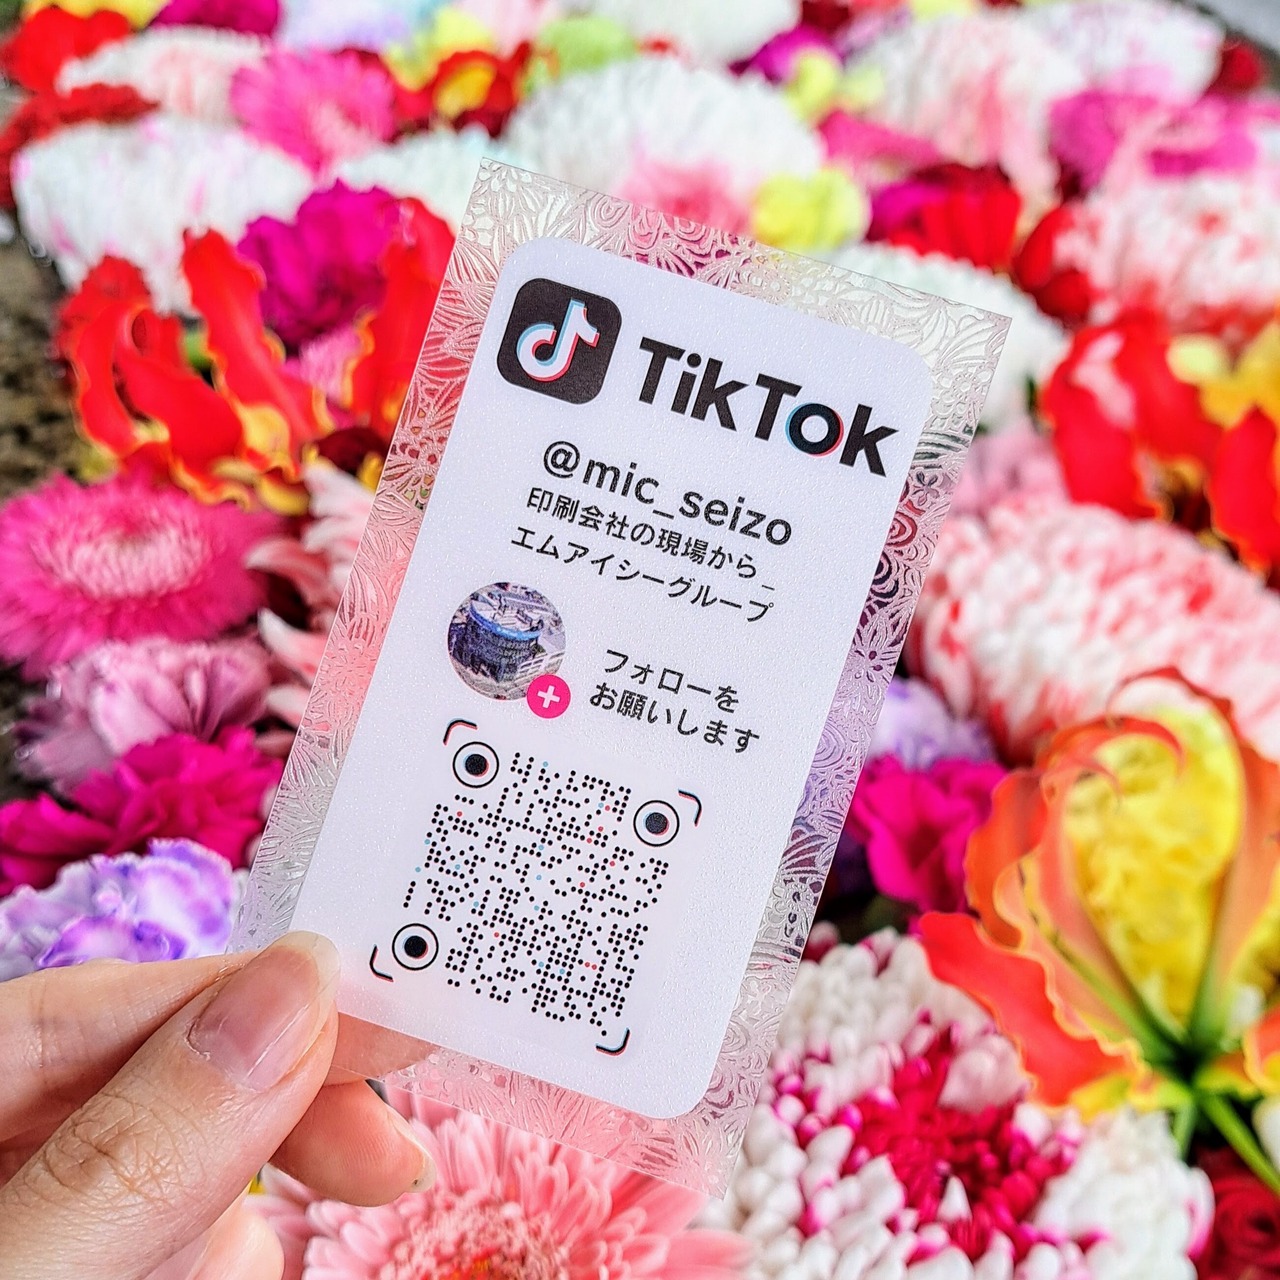 TikTok
@mic_seizo
印刷会社の現場から_
エムアイシーグループ
フォローを
お願いします